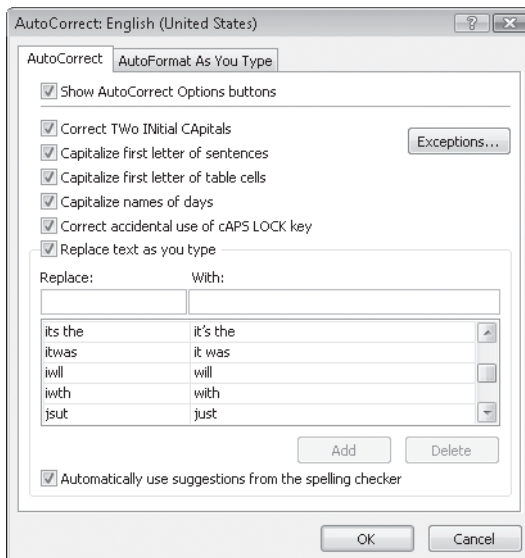 AutoCorrect: English (United States)
AutoCorrect AutoFormat As You Type
Show AutoCorrect Options buttons
Correct TWo INitial CApitals
Exceptions...
Capitalize first letter of sentences
Capitalize first letter of table cells
Capitalize names of days
Correct accidental use of cAPS LOCK key
Replace text as you type
Replace: With:
its the it's the
itwas it was
iwll will
iwth with
jsut just
Add Delete
Automatically use suggestions from the spelling checker
OK Cancel